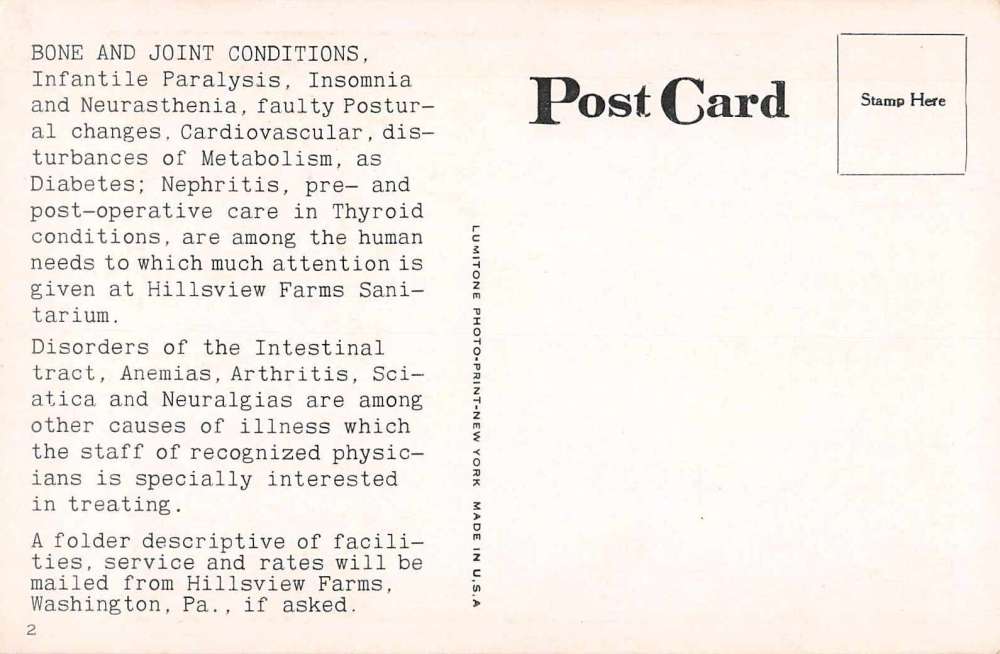 BONE AND JOINT CONDITIONS,
Infantile Paralysis, Insomnia
and Neurasthenia, faulty Postur-
al changes, Cardiovascular, dis-
turbances of Metabolism, as
Diabetes; Nephritis, pre- and
post-operative care in Thyroid
conditions, are among the human
needs to which much attention is
given at Hillsview Farms Sani-
tarium.
Disorders of the Intestinal
tract, Anemias, Arthritis, Sci-
atica and Neuralgias are among
other causes of illness which
the staff of recognized physic-
ians is specially interested
in treating.
A folder descriptive of facili-
ties, service and rates will be
mailed from Hillsview Farms,
Washington, Pa., if asked.
2
LUMITONE PHOTO-PRINT-NEW YORK MADE IN U.S.A
Post Card
Stamp Here